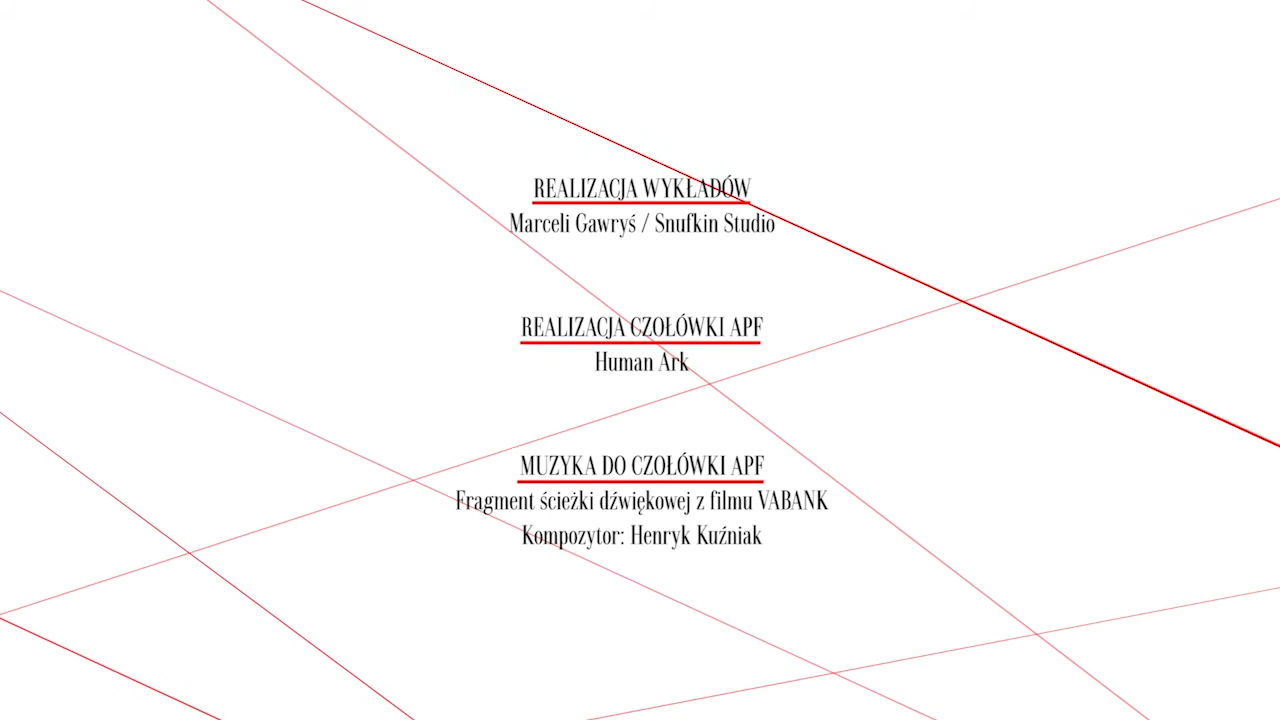 REALIZACJA WYKŁADÓW
Marceli Gawryś / Snufkin Studio
REALIZACJA CZOŁÓWKI APF
Human Ark
MUZYKA DO CZOŁÓWKI APF
Fragment ścieżki dźwiękowej z filmu VABANK
Kompozytor: Henryk Kuźniak